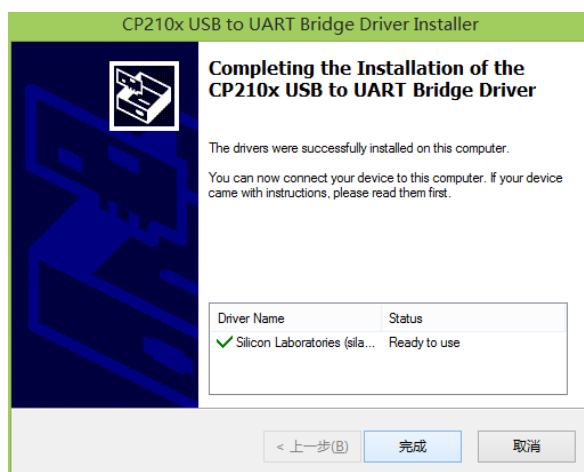 CP210x USB to UART Bridge Driver Installer
Completing the Installation of the
CP210x USB to UART Bridge Driver
The drivers were successfully installed on this computer.
You can now connect your device to this computer. If your device
came with instructions, please read them first.
Driver Name Status
Silicon Laboratories (sila... Ready to use
< 上一步(B) 完成 取消